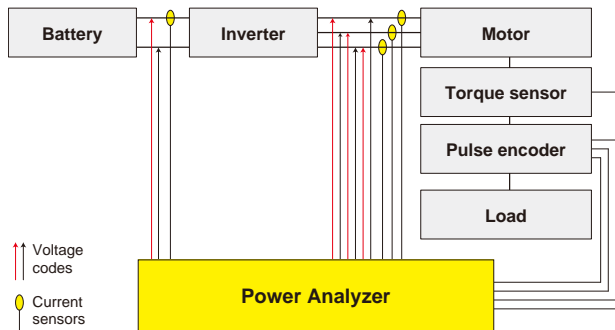 Battery
Inverter
Motor
Torque sensor
Pulse encoder
Load
Voltage
codes
Current
sensors
Power Analyzer